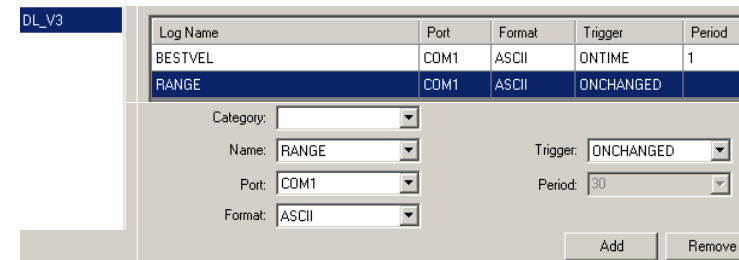 DL_V3
Log Name Port Format Trigger Period
BESTVEL COM1 ASCII ONTIME 1
RANGE COM1 ASCII ONCHANGED
Category:
Name: RANGE Trigger: ONCHANGED
Port: COM1 Period: 30
Format: ASCII
Add Remove